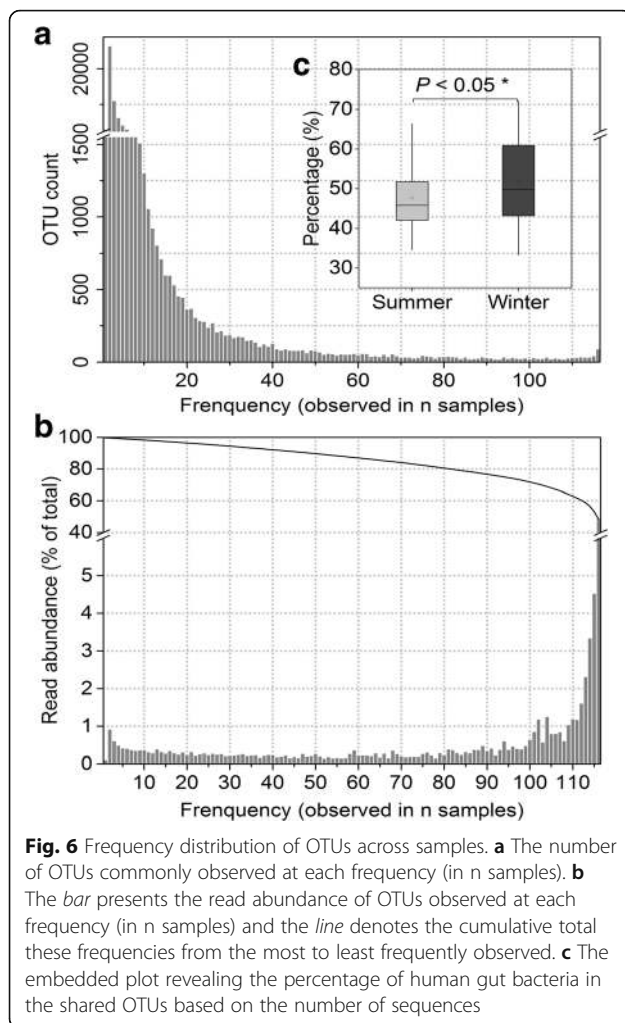 a
20000
1500
1000
500
0
OTU count
20 40 60 80 100
Frenquency (observed in n samples)
c
80
70
60
50
40
30
Percentage (%)
P < 0.05 *
Summer Winter
b
100
80
60
40
5
4
3
2
1
0
Read abundance (% of total)
10 20 30 40 50 60 70 80 90 100 110
Frenquency (observed in n samples)
Fig. 6 Frequency distribution of OTUs across samples. a The number
of OTUs commonly observed at each frequency (in n samples). b
The bar presents the read abundance of OTUs observed at each
frequency (in n samples) and the line denotes the cumulative total
these frequencies from the most to least frequently observed. c The
embedded plot revealing the percentage of human gut bacteria in
the shared OTUs based on the number of sequences